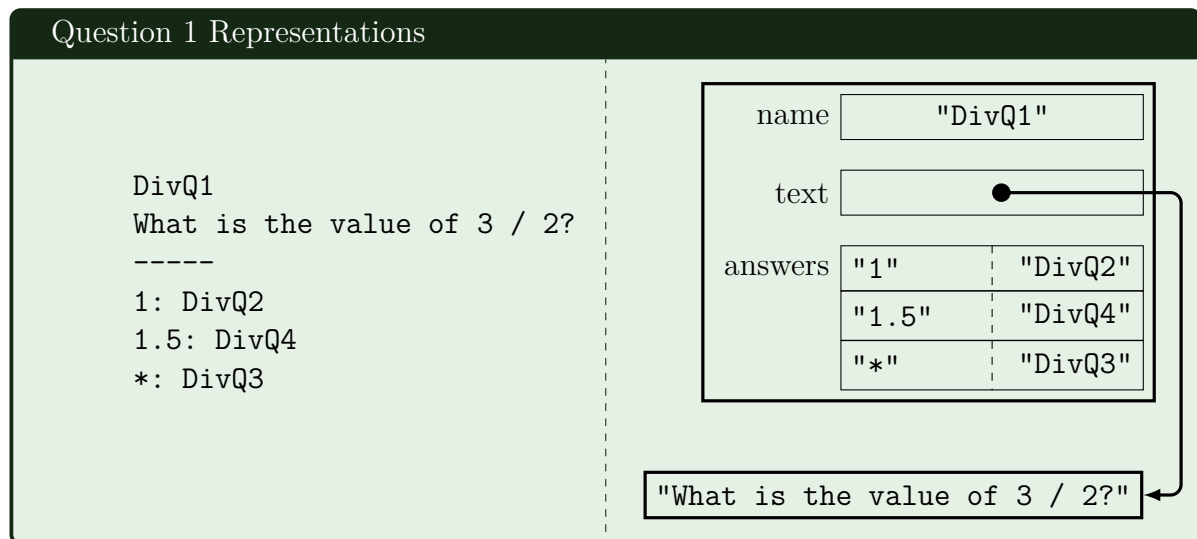 Question 1 Representations
DivQ1
What is the value of 3 / 2?
-----
1: DivQ2
1.5: DivQ4
*: DivQ3
name "DivQ1"
text
answers "1" "DivQ2"
"1.5" "DivQ4"
"*" "DivQ3"
"What is the value of 3 / 2?"